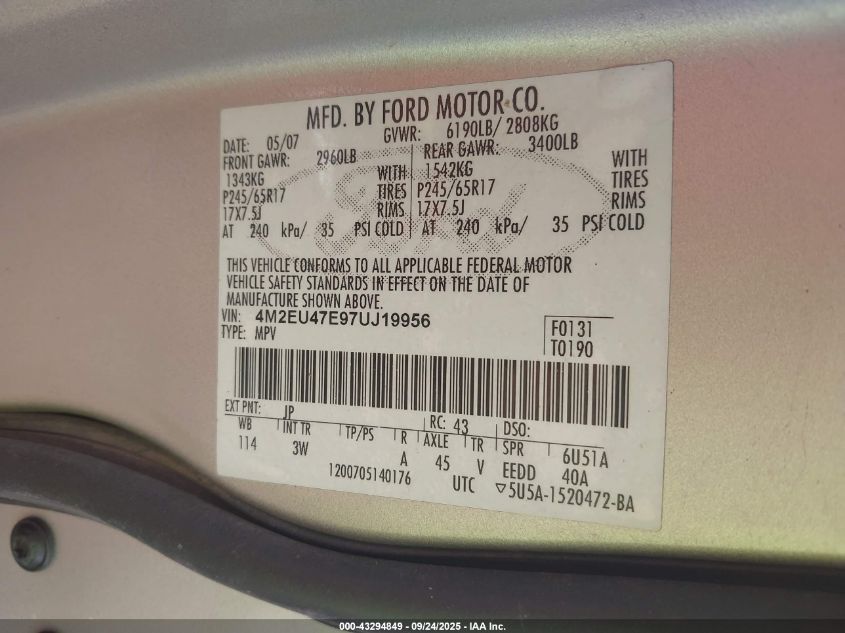 MFD. BY FORD MOTOR CO.
DATE: 05/07 GVWR: 6190LB/ 2808KG
FRONT GAWR: 2960LB REAR GAWR: 3400LB
1343KG WITH 1542KG WITH
P245/65R17 TIRES P245/65R17 TIRES
17X7.5J RIMS 17X7.5J RIMS
AT 240 kPa/ 35 PSI COLD AT 240 kPa/ 35 PSI COLD
THIS VEHICLE CONFORMS TO ALL APPLICABLE FEDERAL MOTOR
VEHICLE SAFETY STANDARDS IN EFFECT ON THE DATE OF
MANUFACTURE SHOWN ABOVE.
VIN: 4M2EU47E97UJ19956
TYPE: MPV
F0131
T0190
EXT PNT: JP RC: 43 DSO:
WB INT TR TP/PS R AXLE TR SPR 6U51A
114 3W A 45 V EEDD 40A
1200705140176 UTC ▽5U5A-1520472-BA
000-43294849 - 09/24/2025 - IAA Inc.